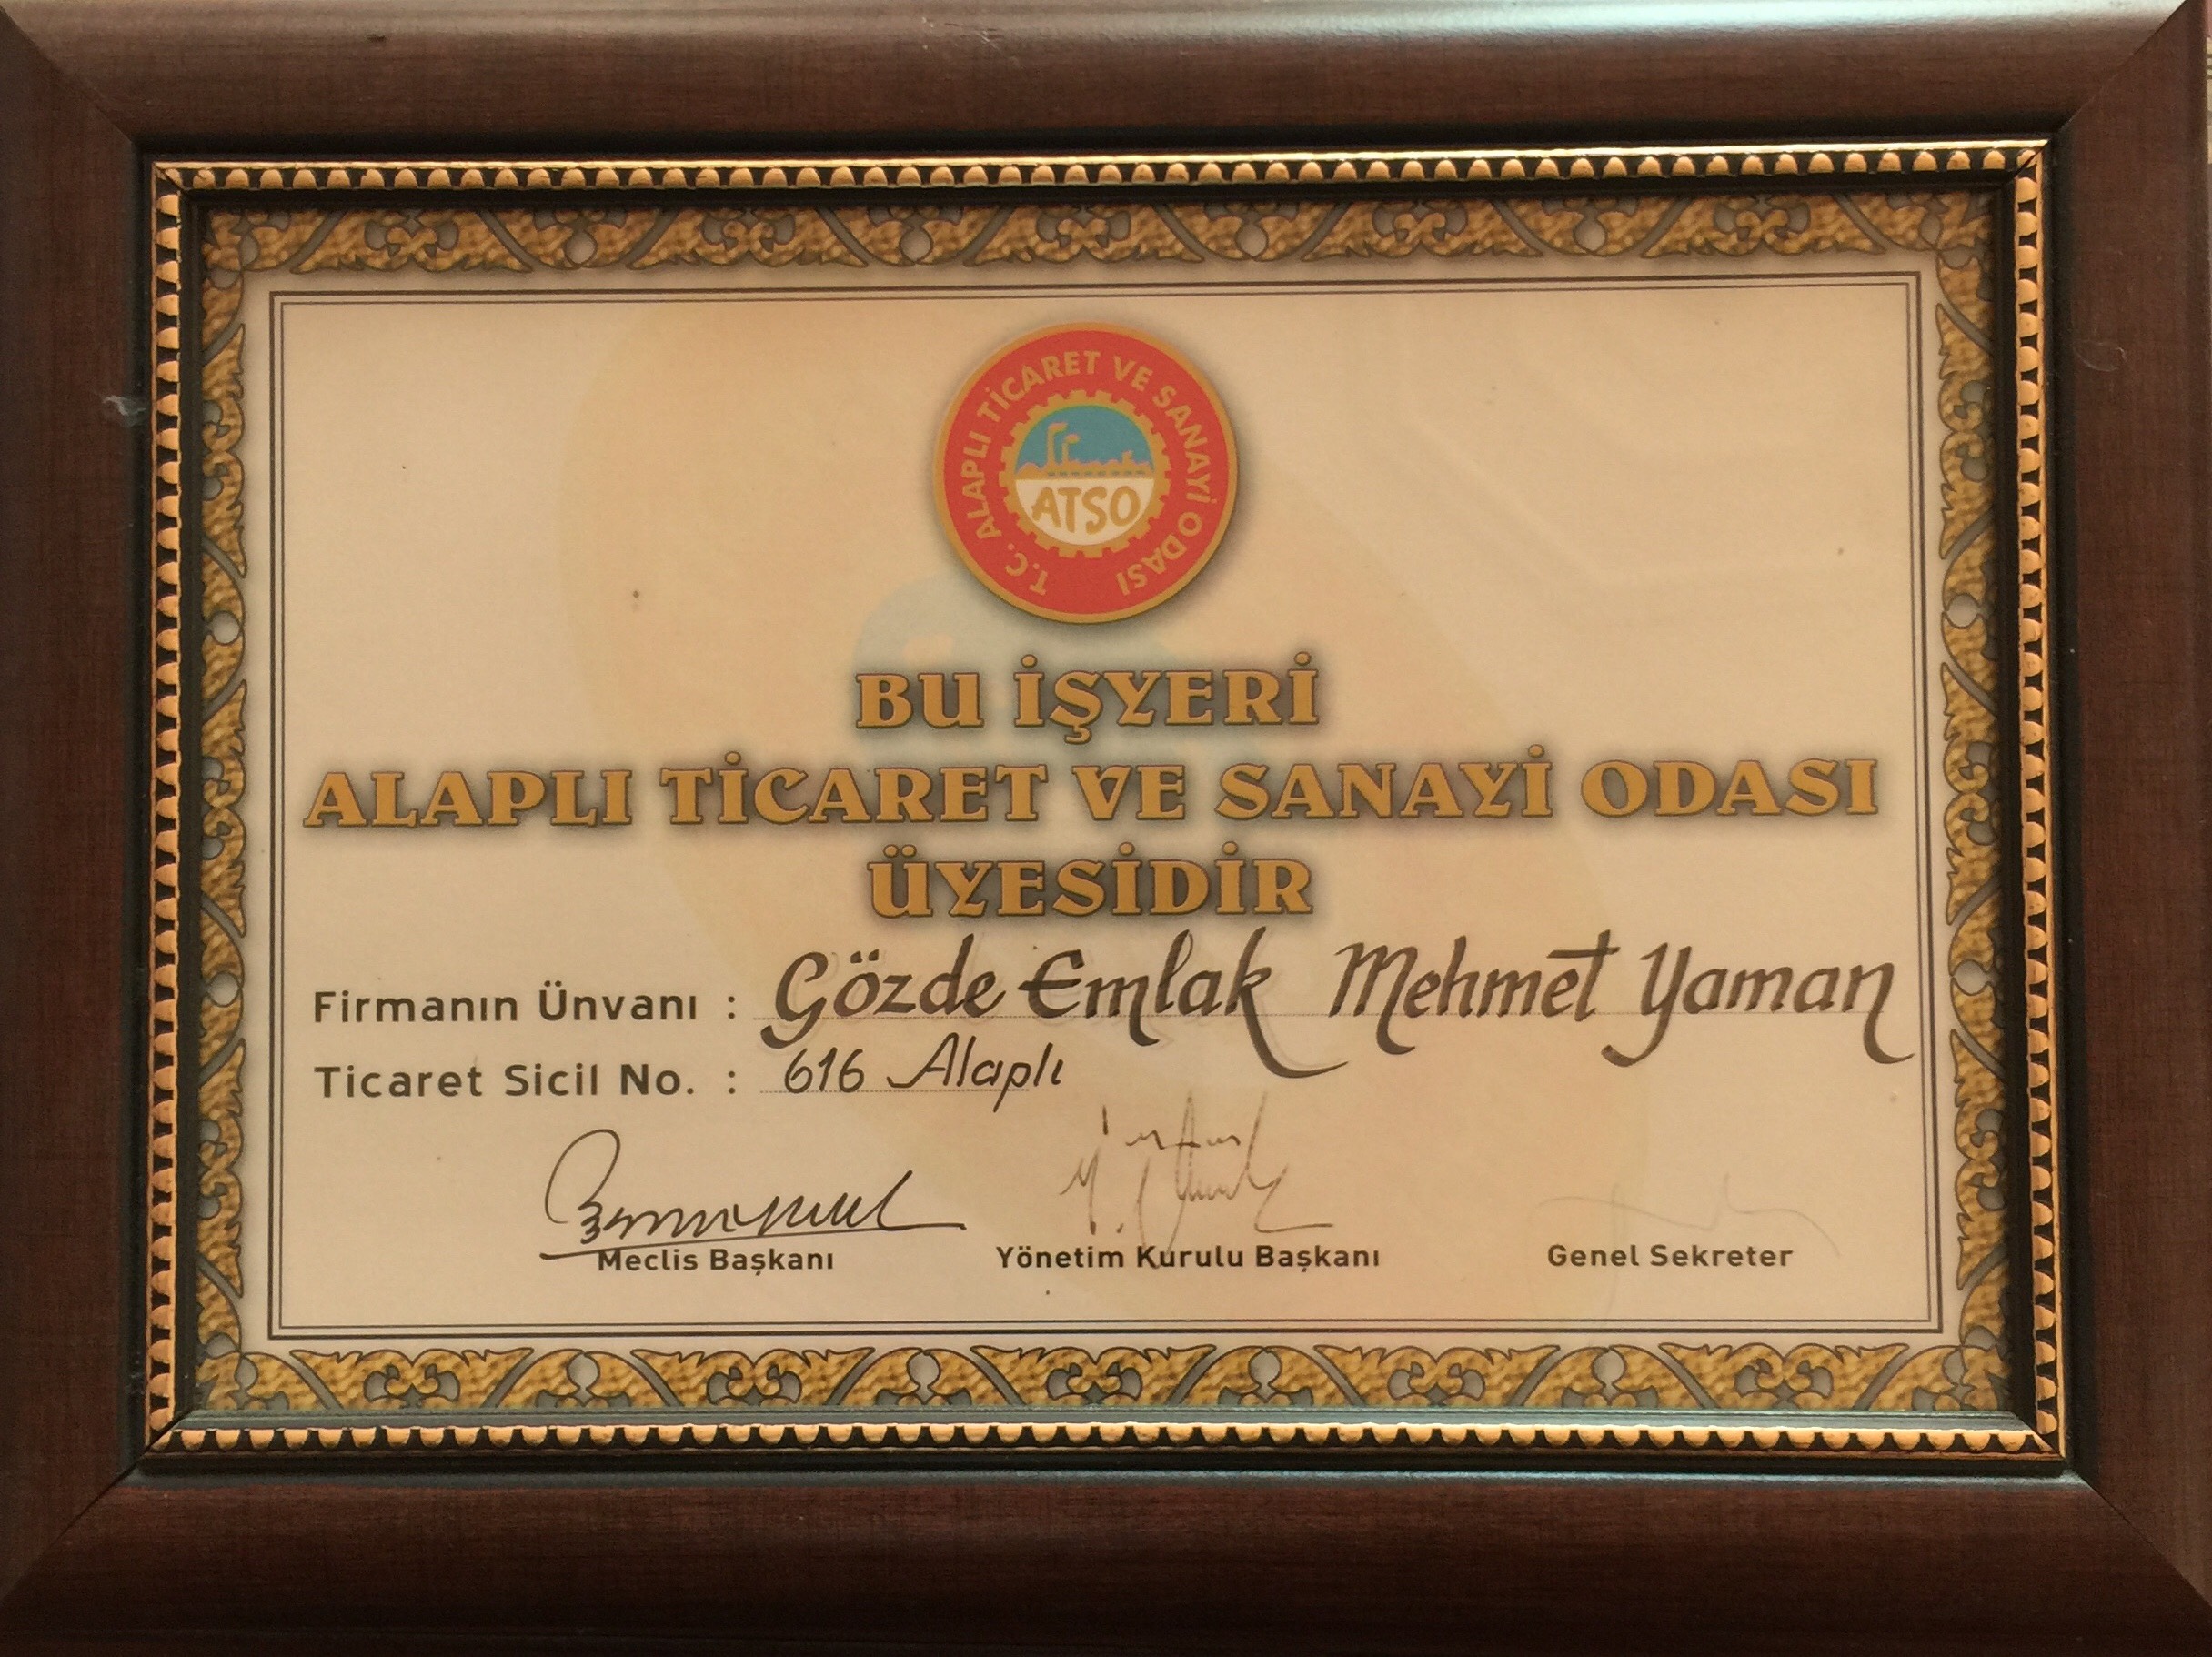 T.C. ALAPLI TİCARET VE SANAYİ ODASI
ATSO
BU İŞYERİ
ALAPLI TİCARET VE SANAYİ ODASI
ÜYESİDİR
Firmanın Ünvanı : Gözde Emlak Mehmet Yaman
Ticaret Sicil No. : 616 Alaplı
Meclis Başkanı Yönetim Kurulu Başkanı Genel Sekreter